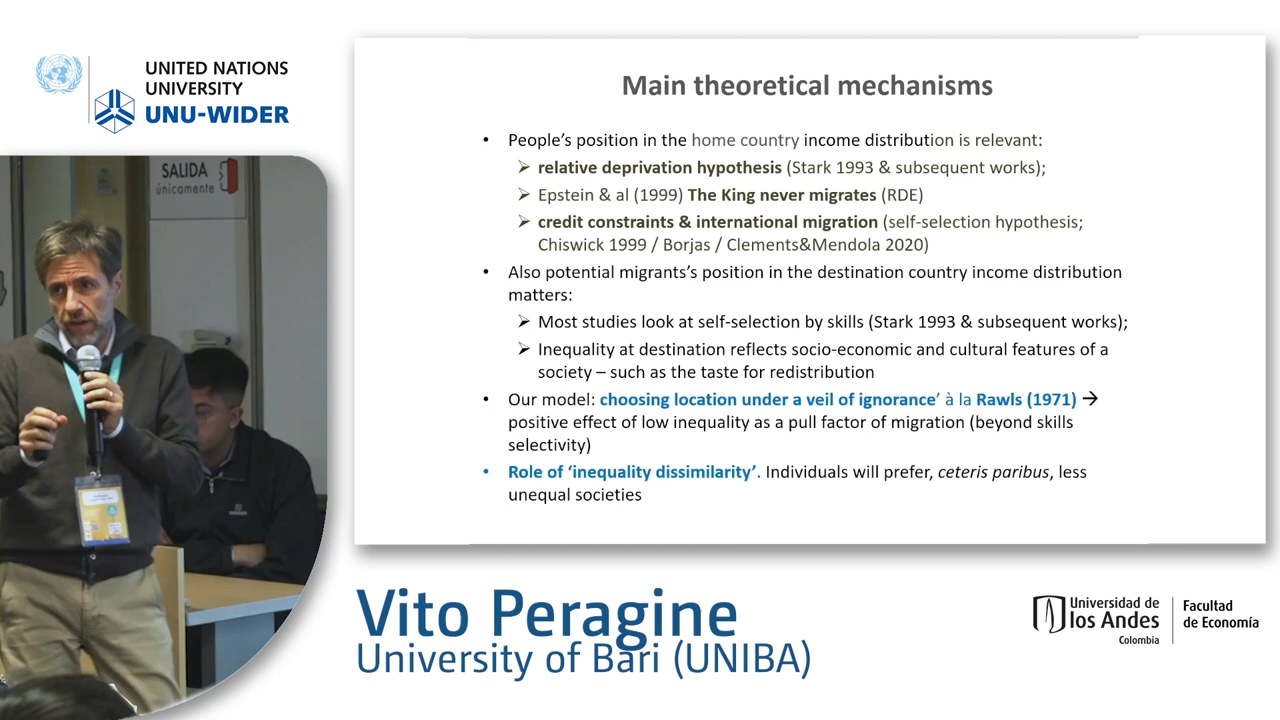 UNITED NATIONS
UNIVERSITY
UNU-WIDER
SALIDA
únicamente
Main theoretical mechanisms
• People’s position in the home country income distribution is relevant:
➢ relative deprivation hypothesis (Stark 1993 & subsequent works);
➢ Epstein & al (1999) The King never migrates (RDE)
➢ credit constraints & international migration (self-selection hypothesis;
Chiswick 1999 / Borjas / Clements&Mendola 2020)
• Also potential migrants’s position in the destination country income distribution
matters:
➢ Most studies look at self-selection by skills (Stark 1993 & subsequent works);
➢ Inequality at destination reflects socio-economic and cultural features of a
society – such as the taste for redistribution
• Our model: choosing location under a veil of ignorance’ à la Rawls (1971) →
positive effect of low inequality as a pull factor of migration (beyond skills
selectivity)
• Role of ‘inequality dissimilarity’. Individuals will prefer, ceteris paribus, less
unequal societies
Vito Peragine
University of Bari (UNIBA)
Universidad de
los Andes
Colombia
Facultad
de Economía